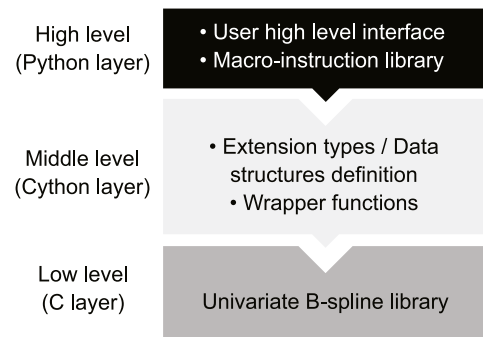 High level
(Python layer)
• User high level interface
• Macro-instruction library
Middle level
(Cython layer)
• Extension types / Data
structures definition
• Wrapper functions
Low level
(C layer)
Univariate B-spline library